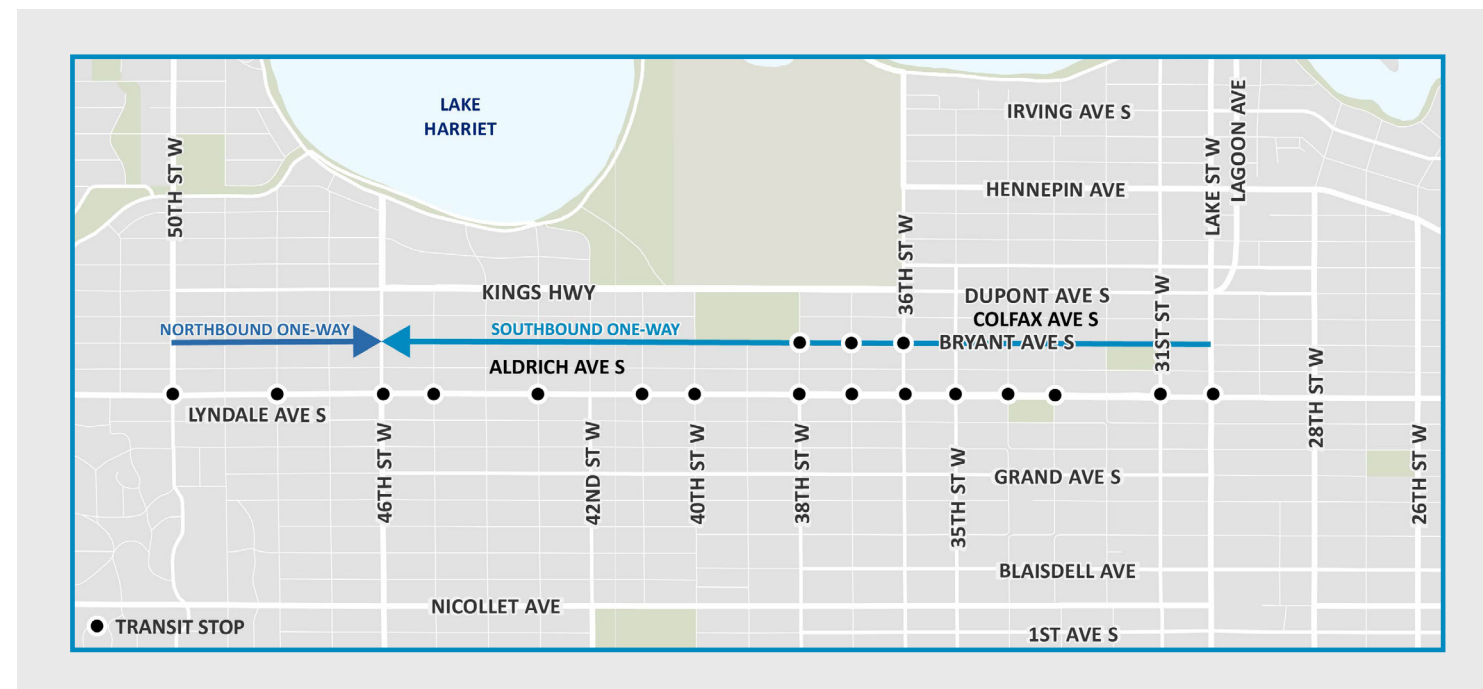 LAKE
HARRIET
IRVING AVE S
LAGOON AVE
LAKE ST W
50TH ST W
HENNEPIN AVE
36TH ST W
KINGS HWY
DUPONT AVE S
COLFAX AVE S
31ST ST W
NORTHBOUND ONE-WAY
SOUTHBOUND ONE-WAY
BRYANT AVE S
ALDRICH AVE S
28TH ST W
LYNDALE AVE S
46TH ST W
42ND ST W
40TH ST W
38TH ST W
35TH ST W
26TH ST W
GRAND AVE S
BLAISDELL AVE
NICOLLET AVE
TRANSIT STOP
1ST AVE S